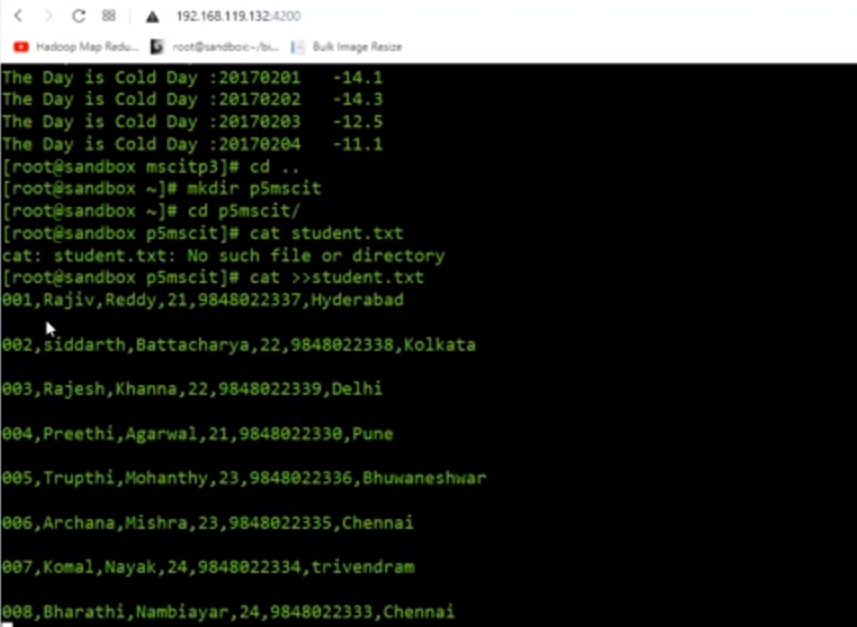 192.168.119.132:4200
Hadoop Map Redu... root@sandbox:~/bi... Bulk Image Resize
The Day is Cold Day :20170201 -14.1
The Day is Cold Day :20170202 -14.3
The Day is Cold Day :20170203 -12.5
The Day is Cold Day :20170204 -11.1
[root@sandbox mscitp3]# cd ..
[root@sandbox ~]# mkdir p5mscit
[root@sandbox ~]# cd p5mscit/
[root@sandbox p5mscit]# cat student.txt
cat: student.txt: No such file or directory
[root@sandbox p5mscit]# cat >>student.txt
001,Rajiv,Reddy,21,9848022337,Hyderabad
002,siddarth,Battacharya,22,9848022338,Kolkata
003,Rajesh,Khanna,22,9848022339,Delhi
004,Preethi,Agarwal,21,9848022330,Pune
005,Trupthi,Mohanthy,23,9848022336,Bhuwaneshwar
006,Archana,Mishra,23,9848022335,Chennai
007,Komal,Nayak,24,9848022334,trivendram
008,Bharathi,Nambiayar,24,9848022333,Chennai